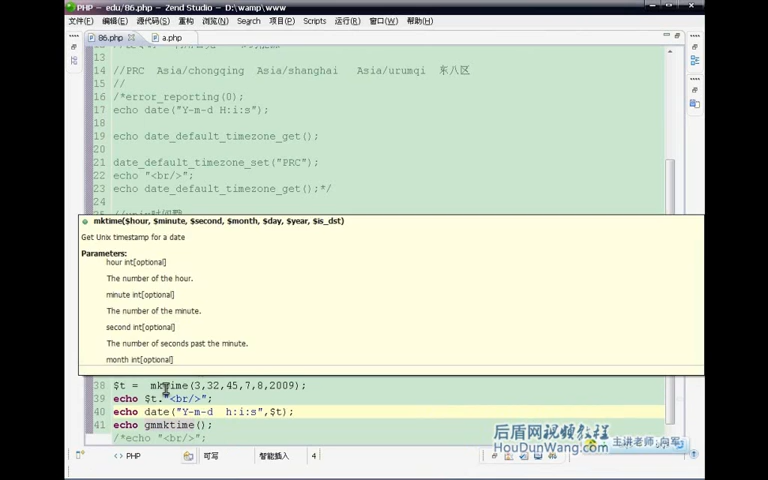 PHP - edu/86.php - Zend Studio - D:\wamp\www
文件(F) 编辑(E) 源代码(S) 重构 浏览(N) Search 项目(P) Scripts 运行(R) 窗口(W) 帮助(H)
86.php a.php
13
14 //PRC Asia/chongqing Asia/shanghai Asia/urumqi 东八区
15 //
16 /*error_reporting(0);
17 echo date("Y-m-d H:i:s");
18
19 echo date_default_timezone_get();
20
21 date_default_timezone_set("PRC");
22 echo "<br/>";
23 echo date_default_timezone_get();*/
24
mktime($hour, $minute, $second, $month, $day, $year, $is_dst)
Get Unix timestamp for a date
Parameters:
hour int[optional]
The number of the hour.
minute int[optional]
The number of the minute.
second int[optional]
The number of seconds past the minute.
month int[optional]
38 $t = mktime(3,32,45,7,8,2009);
39 echo $t."<br/>";
40 echo date("Y-m-d h:i:s",$t);
41 echo gmmktime();
/*echo "<br/>";
后盾网视频教程
主讲老师:向军
HouDunWang.com
PHP 可写 智能插入 4